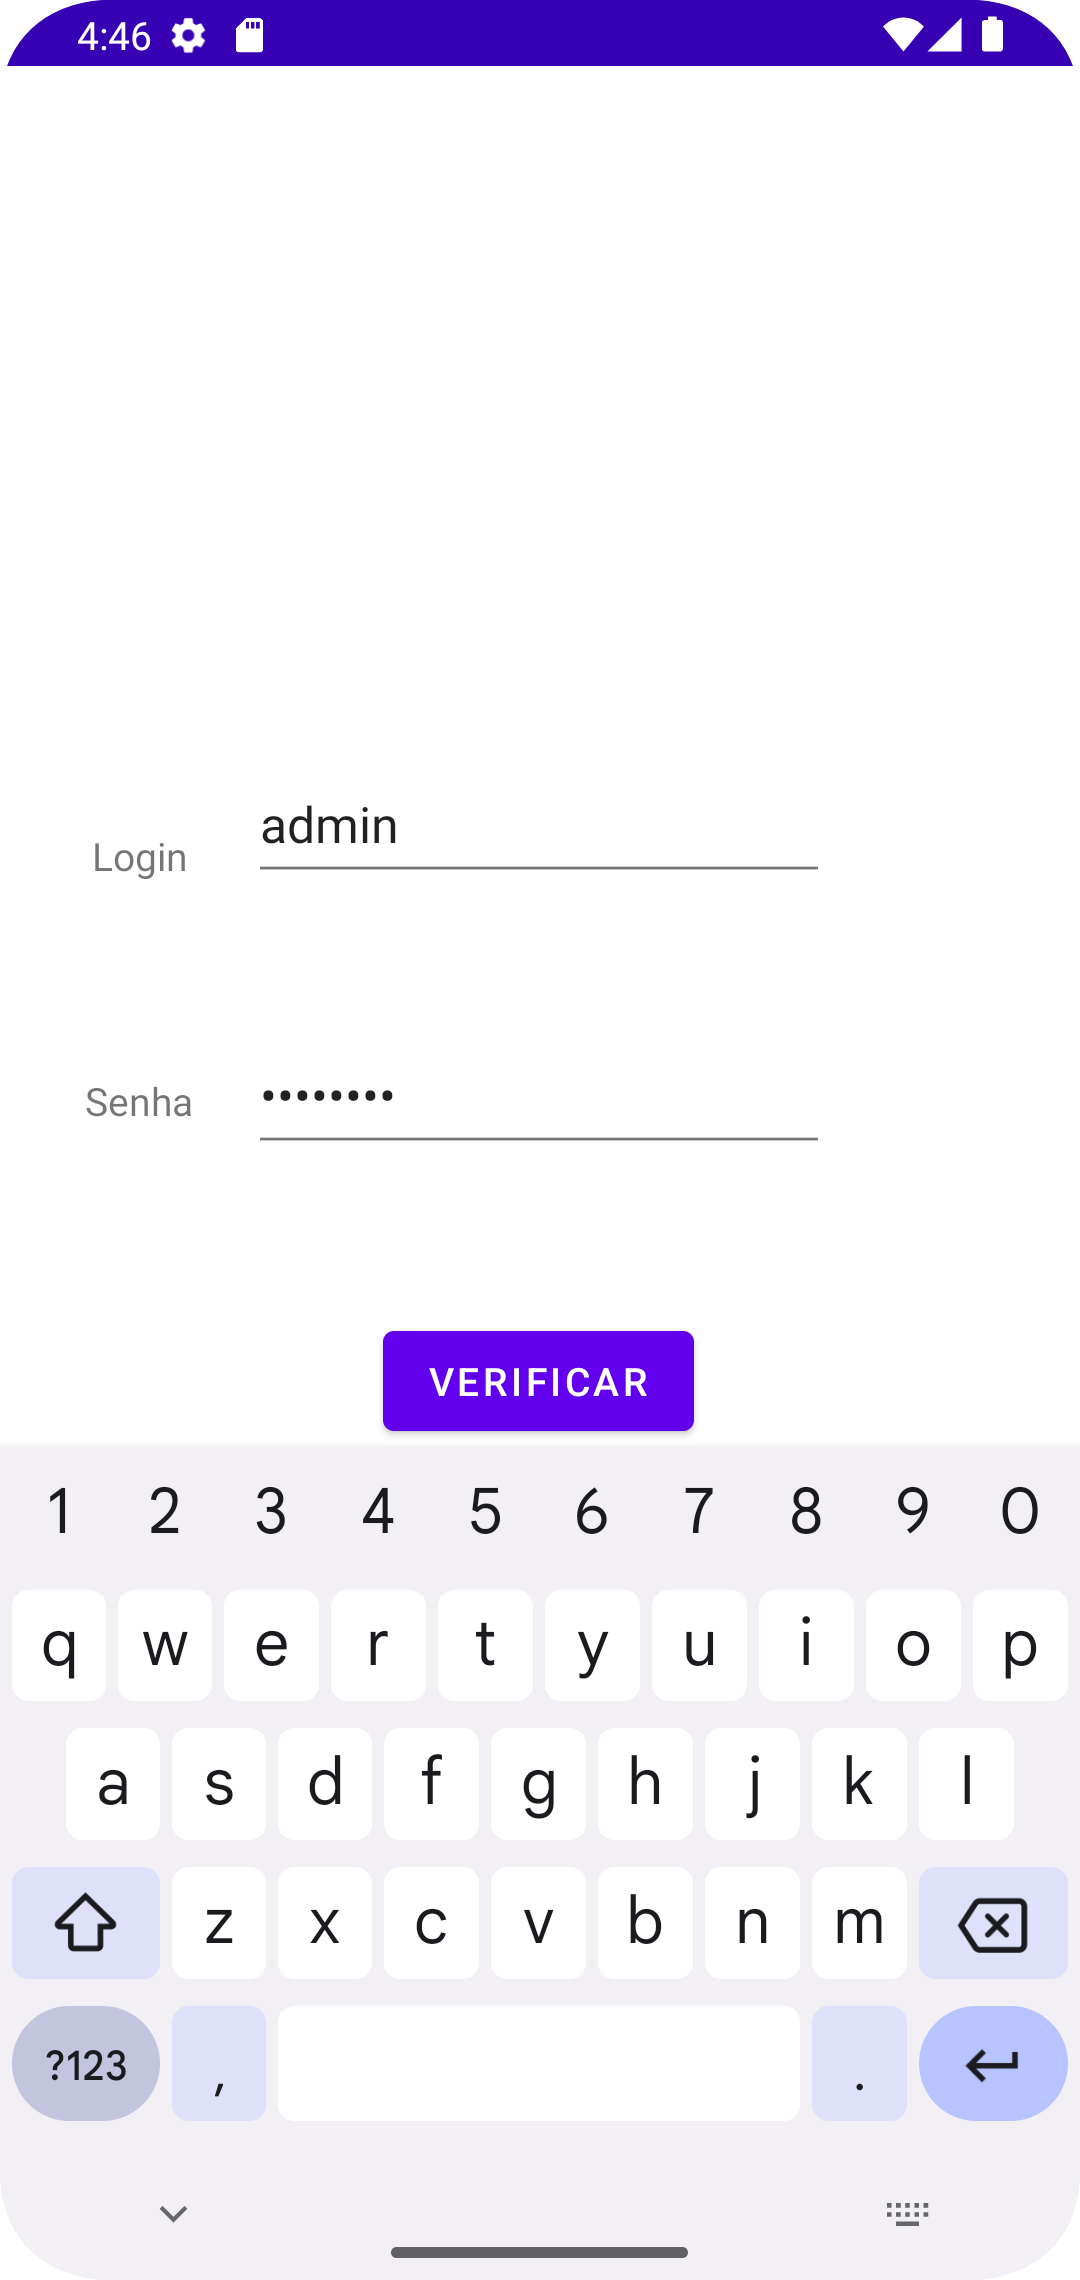 4:46
Login admin
Senha ••••••••
VERIFICAR
1 2 3 4 5 6 7 8 9 0
q w e r t y u i o p
a s d f g h j k l
z x c v b n m
?123 , .